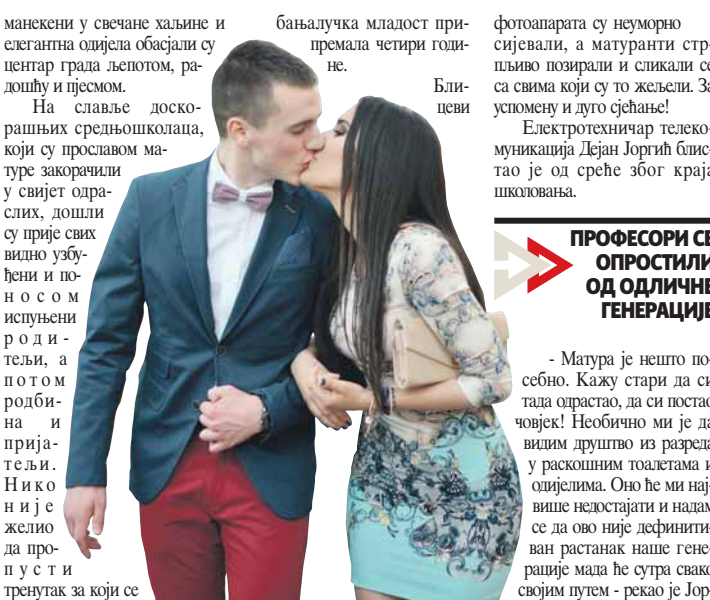 манекени у свечане хаљине и
елегантна одијела обасјали су
центар града љепотом, ра-
дошћу и пјесмом.
На славље доско-
рашњих средњошколаца,
који су прославом ма-
туре закорачили
у свијет одра-
слих, дошли
су прије свих
видно узбу-
ђени и по-
носом
испуњени
роди-
тељи, а
потом
родби-
на и
прија-
тељи.
Нико
није
желио
да про-
пусти
тренутак за који се
бањалучка младост при-
премала четири годи-
не.
Бли-
цеви
фотоапарата су неуморно
сијевали, а матуранти стр-
пљиво позирали и сликали се
са свима који су то жељели. За
успомену и дуго сјећање!
Електротехничар телеко-
муникација Дејан Јоргић блис-
тао је од среће због краја
школовања.
ПРОФЕСОРИ СЕ
ОПРОСТИЛИ
ОД ОДЛИЧНЕ
ГЕНЕРАЦИЈЕ
- Матура је нешто по-
себно. Кажу стари да си
тада одрастао, да си постао
човјек! Необично ми је да
видим друштво из разреда
у раскошним тоалетама и
одијелима. Оно ће ми нај-
више недостајати и надам
се да ово није дефинити-
ван растанак наше гене-
рације мада ће сутра свако
својим путем - рекао је Јор-